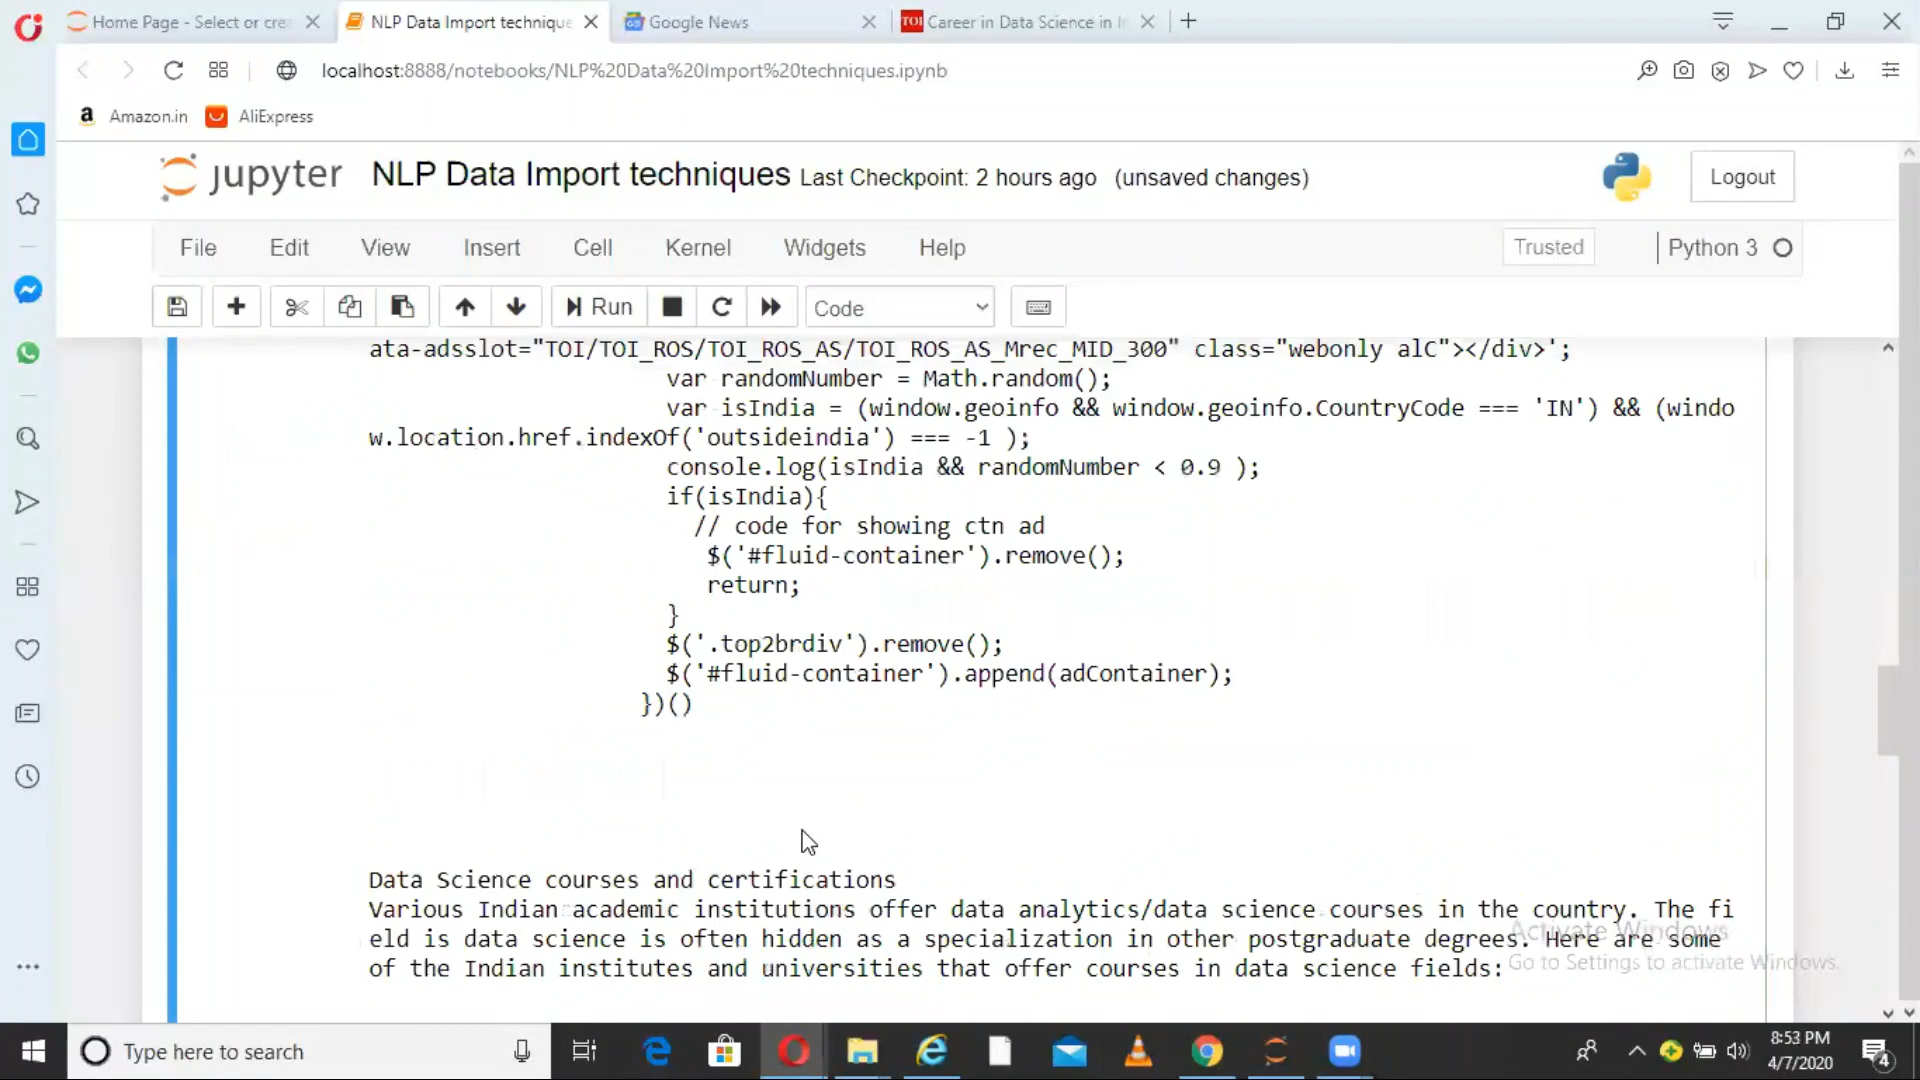 Home Page - Select or cre
NLP Data Import technique
Google News
TOI Career in Data Science in I
localhost:8888/notebooks/NLP%20Data%20Import%20techniques.ipynb
a Amazon.in AliExpress
jupyter NLP Data Import techniques Last Checkpoint: 2 hours ago (unsaved changes)
Logout
File Edit View Insert Cell Kernel Widgets Help
Trusted Python 3
Run Code
ata-adsslot="TOI/TOI_ROS/TOI_ROS_AS/TOI_ROS_AS_Mrec_MID_300" class="webonly alC"></div>';
var randomNumber = Math.random();
var isIndia = (window.geoinfo && window.geoinfo.CountryCode === 'IN') && (windo
w.location.href.indexOf('outsideindia') === -1 );
console.log(isIndia && randomNumber < 0.9 );
if(isIndia){
// code for showing ctn ad
$('#fluid-container').remove();
return;
}
$('.top2brdiv').remove();
$('#fluid-container').append(adContainer);
})()
Data Science courses and certifications
Various Indian academic institutions offer data analytics/data science courses in the country. The fi
eld is data science is often hidden as a specialization in other postgraduate degrees. Here are some
of the Indian institutes and universities that offer courses in data science fields:
Activate Windows
Go to Settings to activate Windows.
Type here to search
8:53 PM
4/7/2020
4